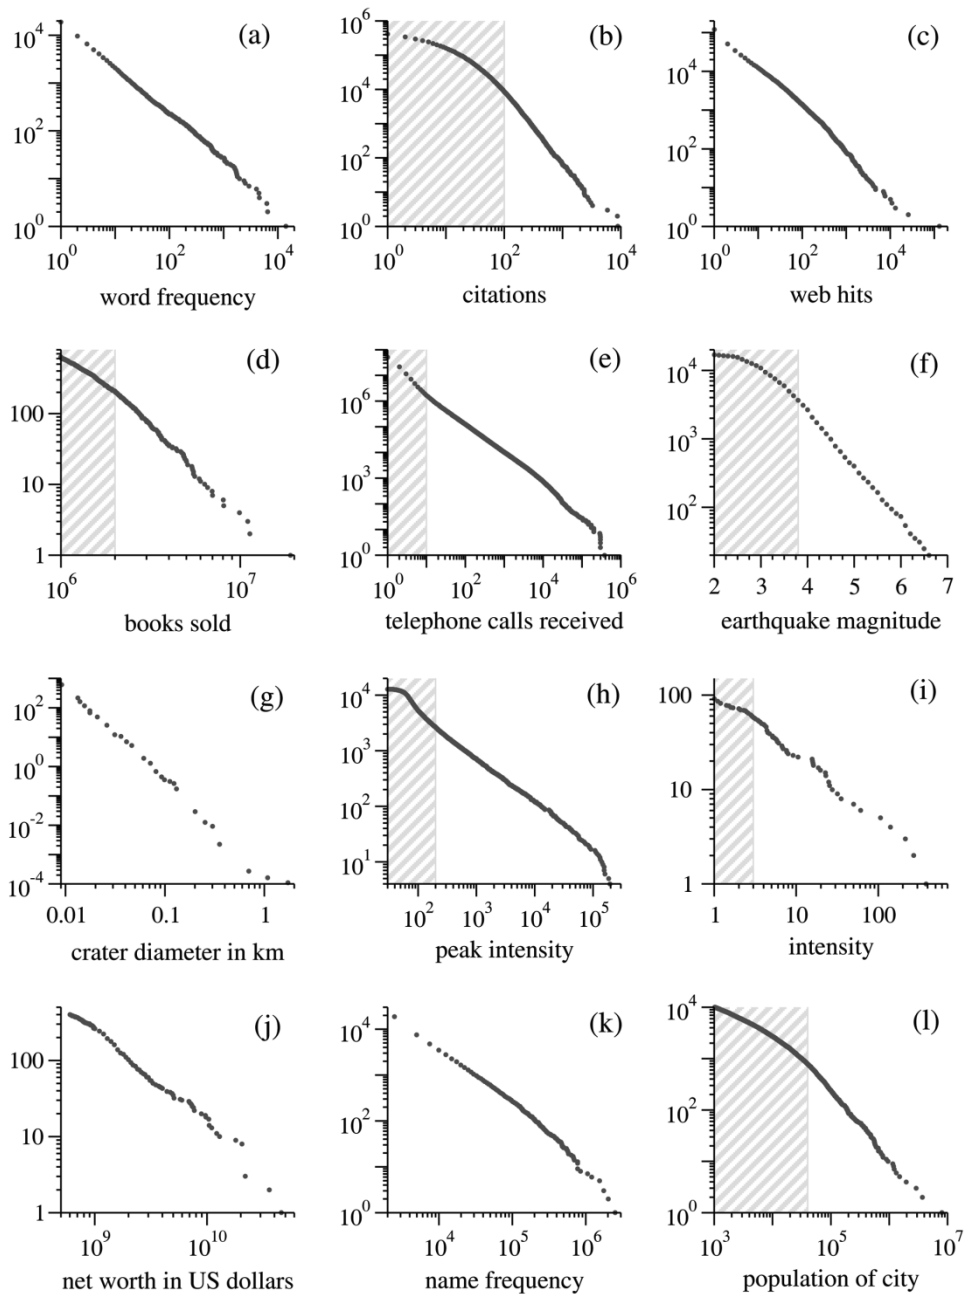 (a) (b) (c)
10^4 10^2 10^0
10^0 10^2 10^4
word frequency
10^6 10^4 10^2 10^0
10^0 10^2 10^4
citations
10^4 10^2 10^0
10^0 10^2 10^4
web hits
(d) (e) (f)
100 10 1
10^6 10^7
books sold
10^6 10^3 10^0
10^0 10^2 10^4 10^6
telephone calls received
10^4 10^3 10^2
2 3 4 5 6 7
earthquake magnitude
(g) (h) (i)
10^2 10^0 10^-2 10^-4
0.01 0.1 1
crater diameter in km
10^4 10^3 10^2 10^1
10^2 10^3 10^4 10^5
peak intensity
100 10 1
1 10 100
intensity
(j) (k) (l)
100 10 1
10^9 10^10
net worth in US dollars
10^4 10^2 10^0
10^4 10^5 10^6
name frequency
10^4 10^2 10^0
10^3 10^5 10^7
population of city